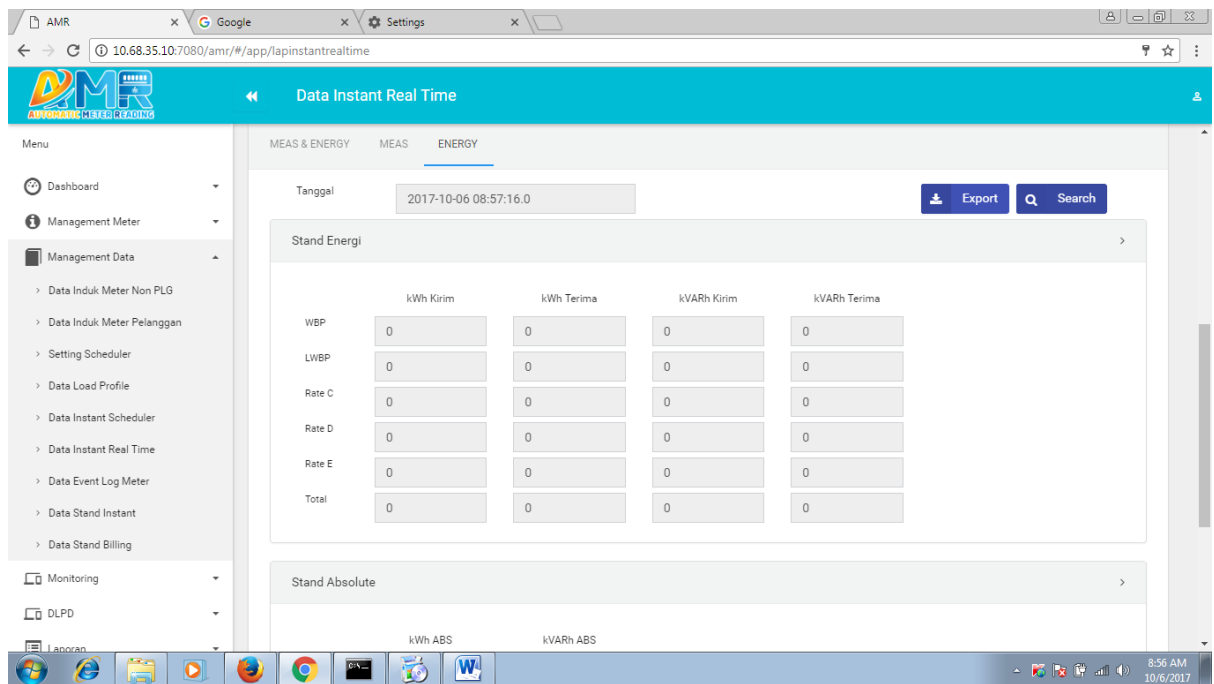 AMR
Google
Settings
10.68.35.10:7080/amr/#/app/lapinstantrealtime
AMR
AUTOMATIC METER READING
Data Instant Real Time
Menu
Dashboard
Management Meter
Management Data
Data Induk Meter Non PLG
Data Induk Meter Pelanggan
Setting Scheduler
Data Load Profile
Data Instant Scheduler
Data Instant Real Time
Data Event Log Meter
Data Stand Instant
Data Stand Billing
Monitoring
DLPD
Laporan
MEAS & ENERGY MEAS ENERGY
Tanggal 2017-10-06 08:57:16.0 Export Search
Stand Energi
kWh Kirim kWh Terima kVARh Kirim kVARh Terima
WBP 0 0 0 0
LWBP 0 0 0 0
Rate C 0 0 0 0
Rate D 0 0 0 0
Rate E 0 0 0 0
Total 0 0 0 0
Stand Absolute
kWh ABS kVARh ABS
8:56 AM
10/6/2017